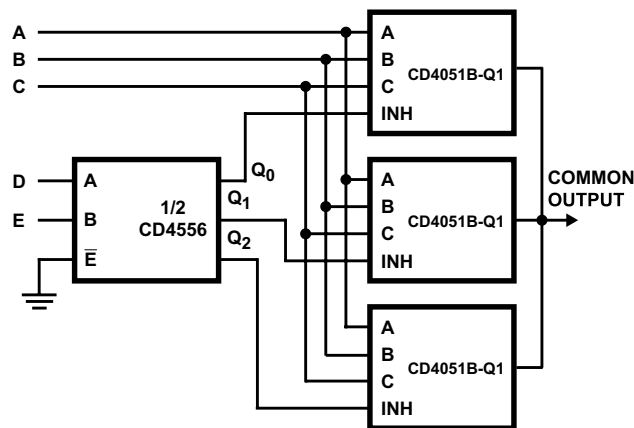 A
B
C
A
B
C
INH
CD4051B-Q1
D
E
A
B
E̅
1/2
CD4556
Q0
Q1
Q2
A
B
C
INH
CD4051B-Q1
COMMON
OUTPUT
A
B
C
INH
CD4051B-Q1